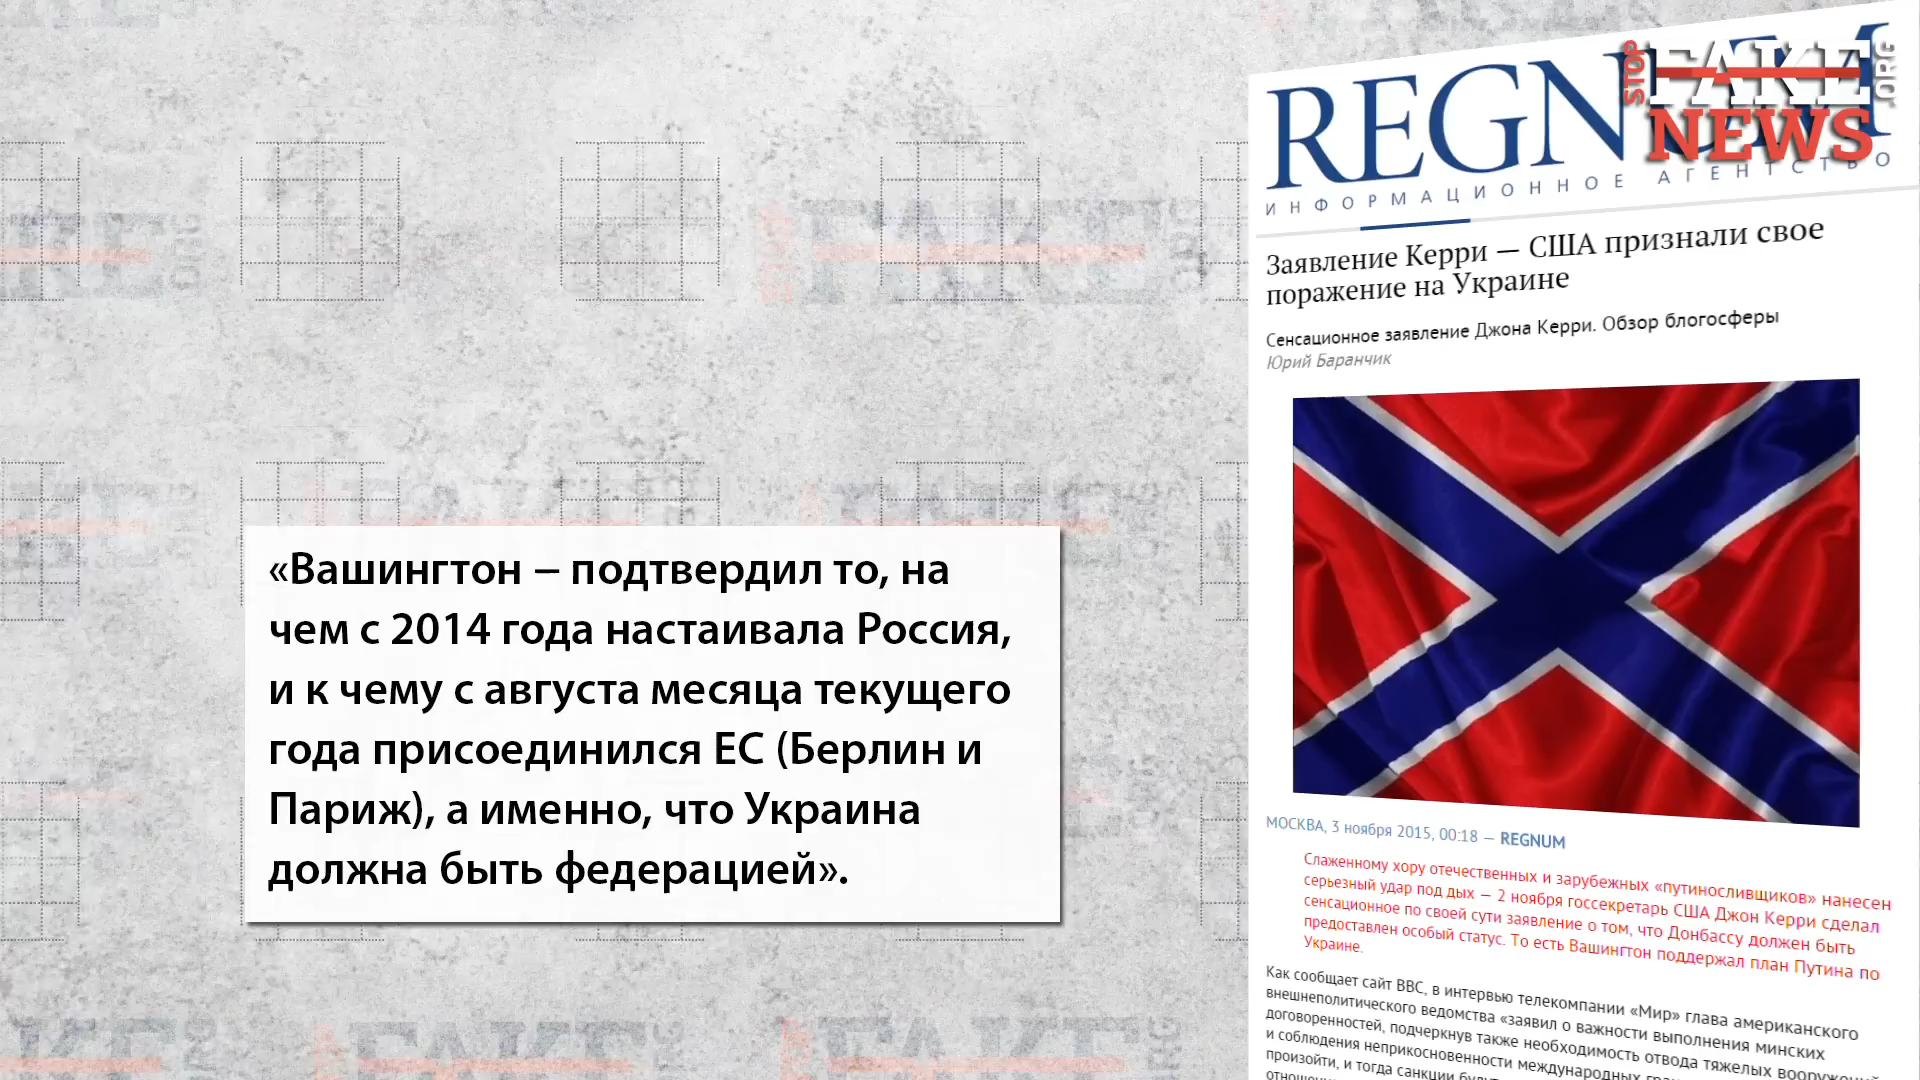 «Вашингтон – подтвердил то, на
чем с 2014 года настаивала Россия,
и к чему с августа месяца текущего
года присоединился ЕС (Берлин и
Париж), а именно, что Украина
должна быть федерацией».
REGNUM
ИНФОРМАЦИОННОЕ АГЕНТСТВО
STOP FAKE .ORG
NEWS
Заявление Керри — США признали свое
поражение на Украине
Сенсационное заявление Джона Керри. Обзор блогосферы
Юрий Баранчик
МОСКВА, 3 ноября 2015, 00:18 — REGNUM
Слаженному хору отечественных и зарубежных «путинсливщиков» нанесен
серьезный удар под дых — 2 ноября госсекретарь США Джон Керри сделал
сенсационное по своей сути заявление о том, что Донбассу должен быть
предоставлен особый статус. То есть Вашингтон поддержал план Путина по
Украине.
Как сообщает сайт BBC, в интервью телекомпании «Мир» глава американского
внешнеполитического ведомства «заявил о важности выполнения минских
договоренностей, подчеркнув также необходимость отвода тяжелых вооружений
и соблюдения неприкосновенности международных
произойти, и тогда санкции